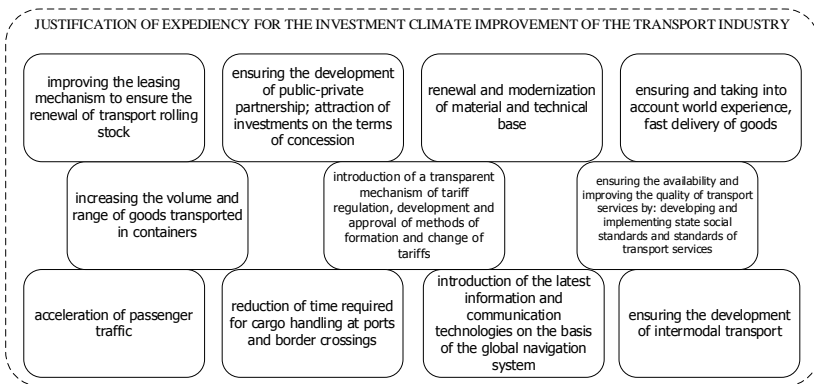 JUSTIFICATION OF EXPEDIENCY FOR THE INVESTMENT CLIMATE IMPROVEMENT OF THE TRANSPORT INDUSTRY
improving the leasing
mechanism to ensure the
renewal of transport rolling
stock
ensuring the development
of public-private
partnership; attraction of
investments on the terms
of concession
renewal and modernization
of material and technical
base
ensuring and taking into
account world experience,
fast delivery of goods
increasing the volume and
range of goods transported
in containers
introduction of a transparent
mechanism of tariff
regulation, development and
approval of methods of
formation and change of
tariffs
ensuring the availability and
improving the quality of transport
services by: developing and
implementing state social
standards and standards of
transport services
acceleration of passenger
traffic
reduction of time required
for cargo handling at ports
and border crossings
introduction of the latest
information and
communication
technologies on the basis
of the global navigation
system
ensuring the development
of intermodal transport